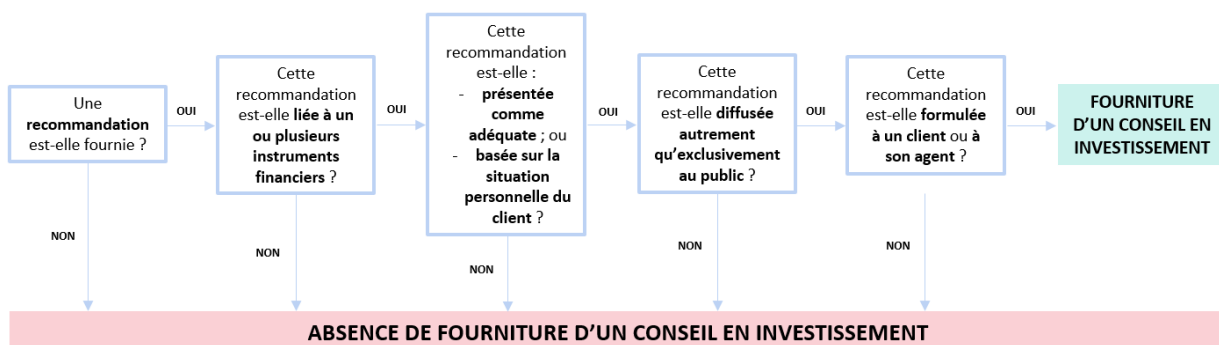 Une
recommandation
est-elle fournie ?
OUI
NON
Cette
recommandation
est-elle liée à un
ou plusieurs
instruments
financiers ?
OUI
NON
Cette
recommandation
est-elle :
- présentée
comme
adéquate ; ou
- basée sur la
situation
personnelle du
client ?
OUI
NON
Cette
recommandation
est-elle diffusée
autrement
qu’exclusivement
au public ?
OUI
NON
Cette
recommandation
est-elle formulée
à un client ou à
son agent ?
OUI
NON
FOURNITURE
D’UN CONSEIL EN
INVESTISSEMENT
ABSENCE DE FOURNITURE D’UN CONSEIL EN INVESTISSEMENT